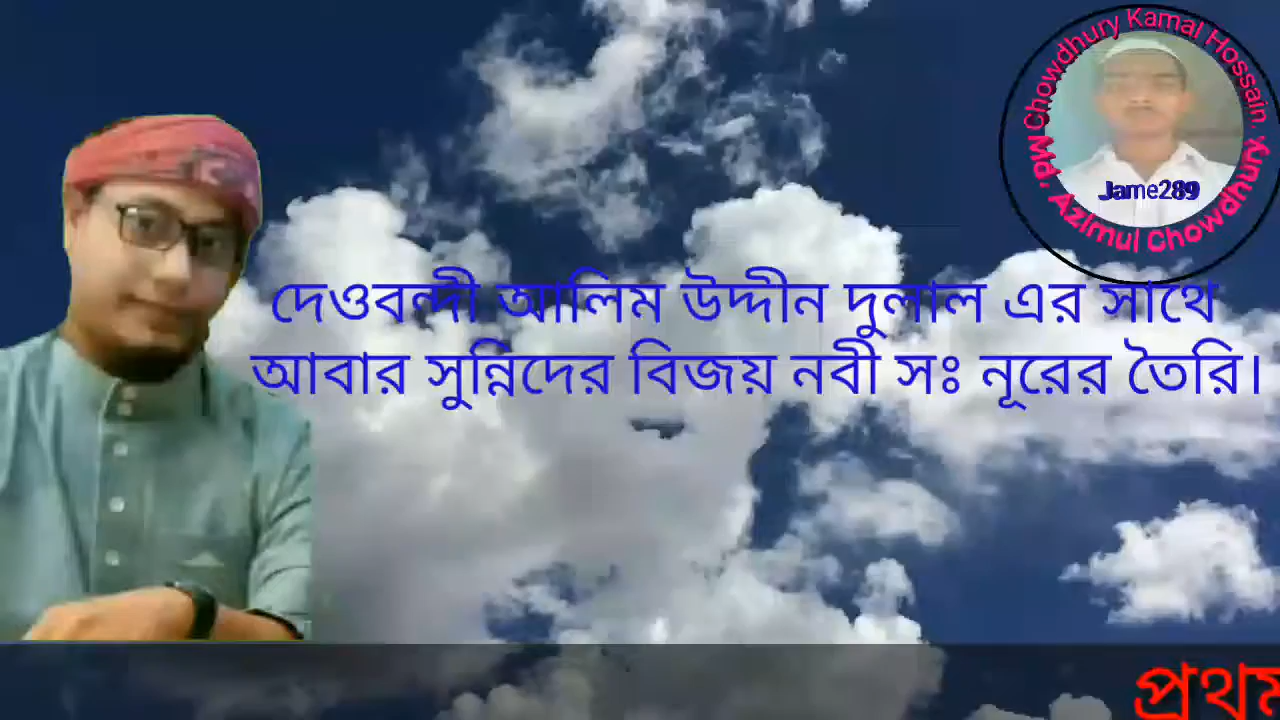 Md. Azimul Chowdhury, Chowdhury Kamal Hossain,
Jame289
দেওবন্দী আলিম উদ্দীন দুলাল এর সাথে
আবার সুন্নিদের বিজয় নবী সঃ নূরের তৈরি।
প্রথম